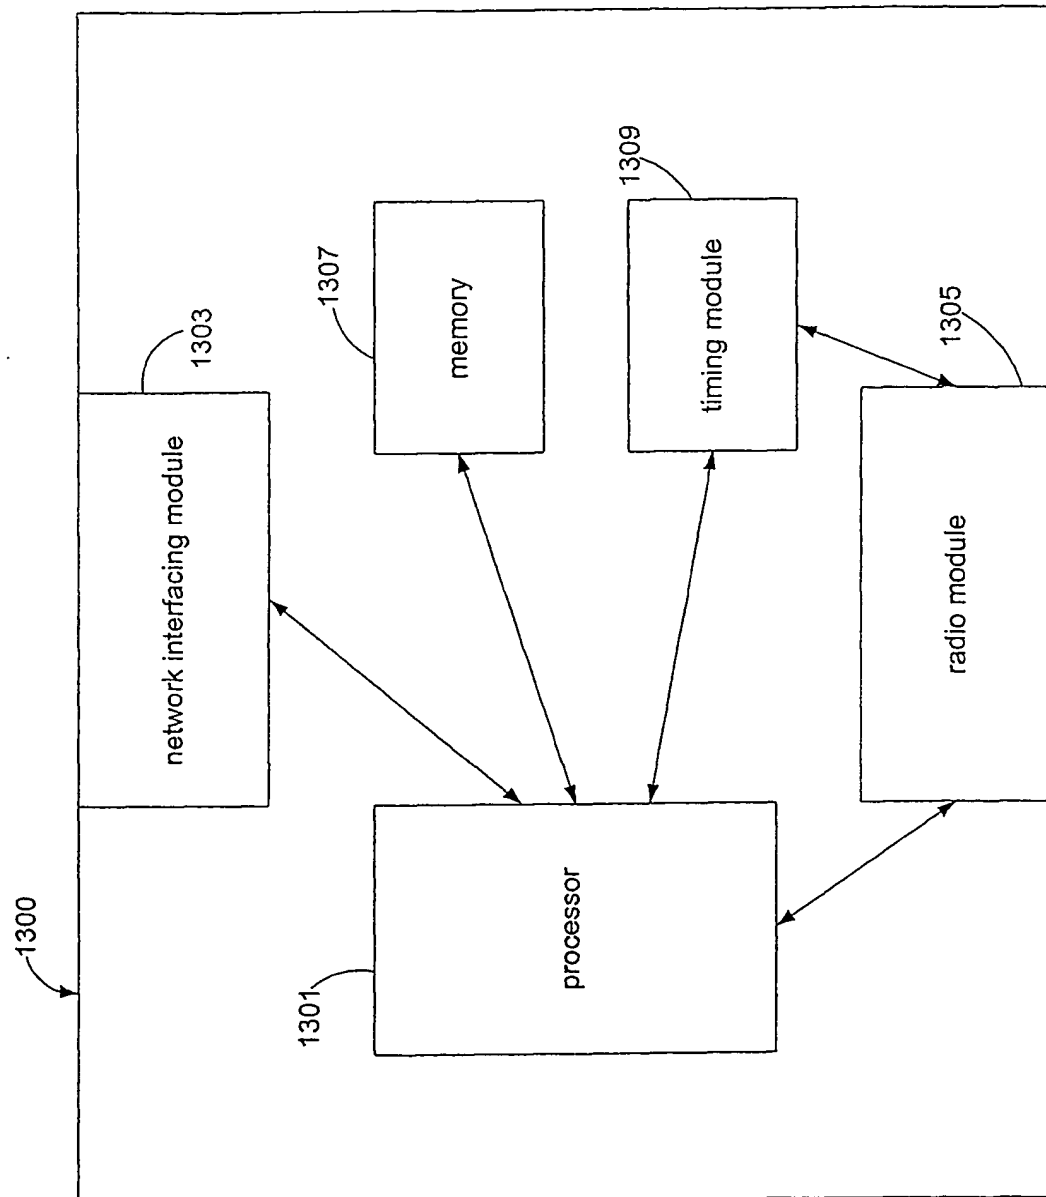 1300
1303
network interfacing module
1307
memory
1309
timing module
1301
processor
1305
radio module